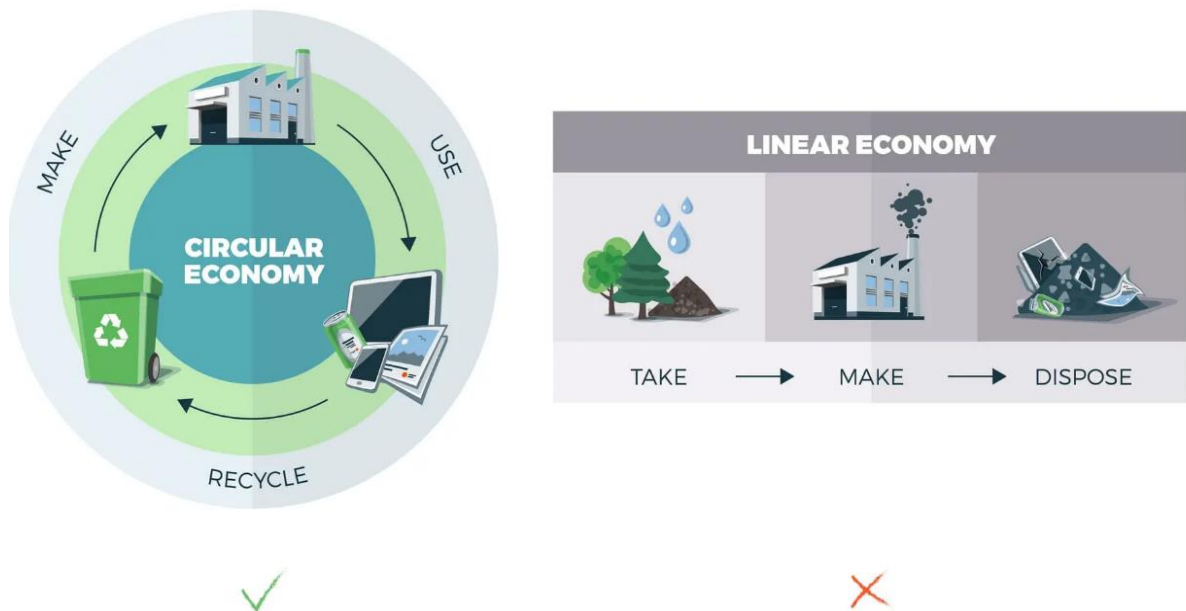 MAKE
USE
CIRCULAR
ECONOMY
RECYCLE
LINEAR ECONOMY
TAKE
MAKE
DISPOSE